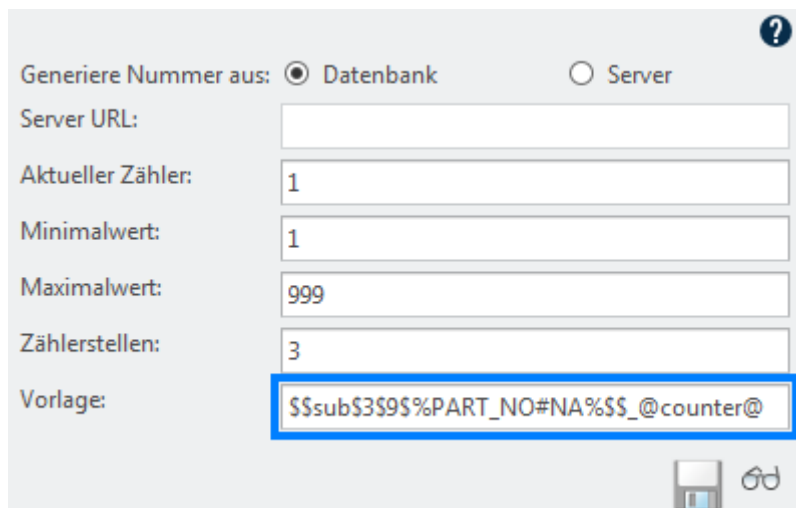 ?
Generiere Nummer aus: Datenbank Server
Server URL:
Aktueller Zähler: 1
Minimalwert: 1
Maximalwert: 999
Zählerstellen: 3
Vorlage: $$sub$3$9$%PART_NO#NA%$$_@counter@